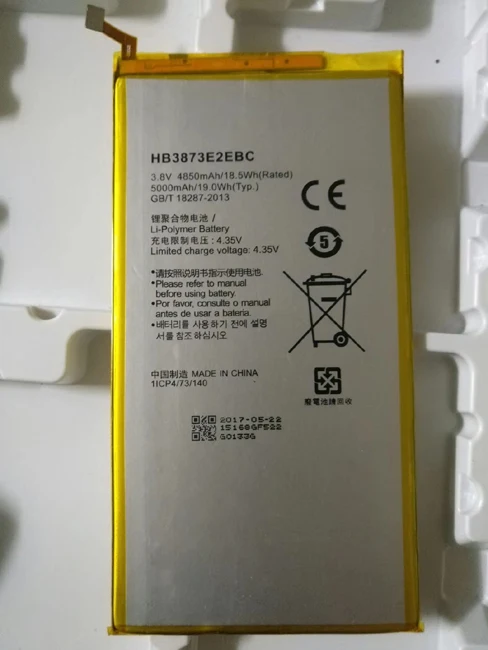 HB3873E2EBC
3.8V 4850mAh/18.5Wh(Rated)
5000mAh/19.0Wh(Typ.)
GB/T 18287-2013
CE
锂聚合物电池 /
Li-Polymer Battery
充电限制电压: 4.35V
Limited charge voltage: 4.35V
5
•请按照说明书指示使用电池.
•Please refer to manual
before using battery.
•Por favor, consulte o manual
antes de usar a bateria.
•배터리를 사용하기 전에 설명
서를 참조하십시오.
中国制造 MADE IN CHINA
1ICP4/73/140
廢電池請回收
2017-05-22
15168GF522
G0133G